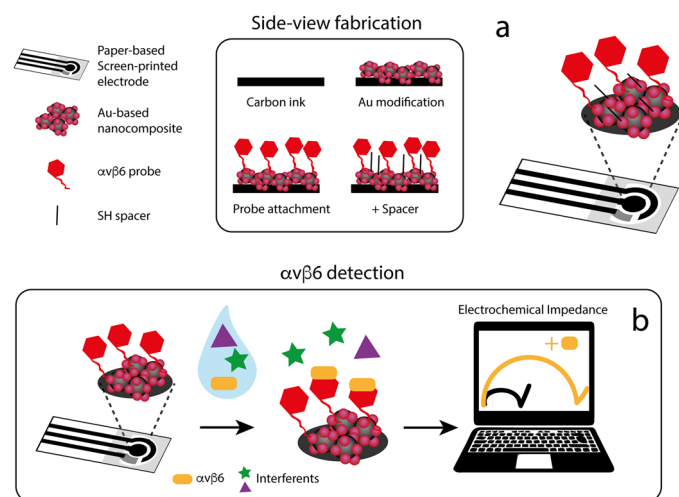 Side-view fabrication
a
Paper-based
Screen-printed
electrode
Au-based
nanocomposite
αvβ6 probe
SH spacer
Carbon ink
Au modification
Probe attachment
+ Spacer
αvβ6 detection
b
Electrochemical Impedance
+
αvβ6
Interferents